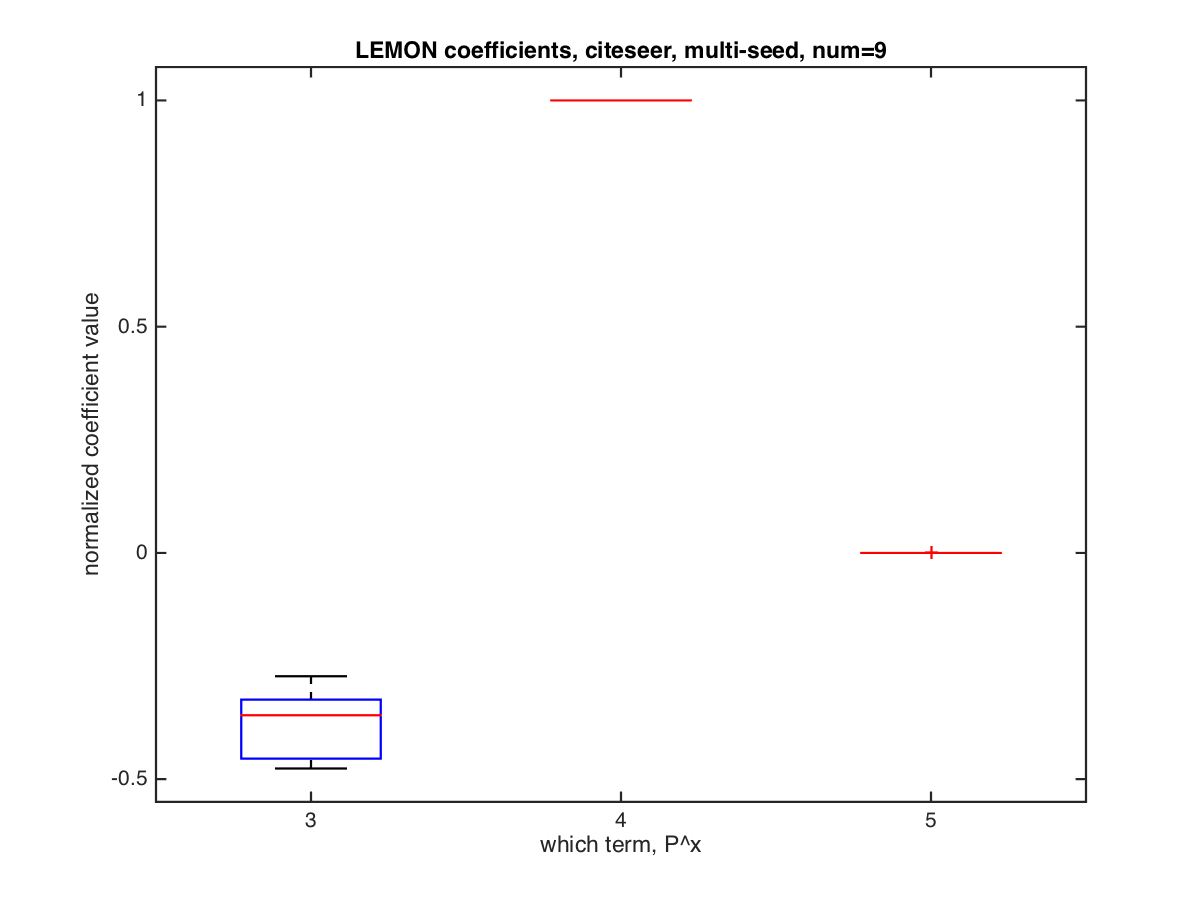 LEMON coefficients, citeseer, multi-seed, num=9
1
0.5
0
-0.5
normalized coefficient value
3 4 5
which term, P^x